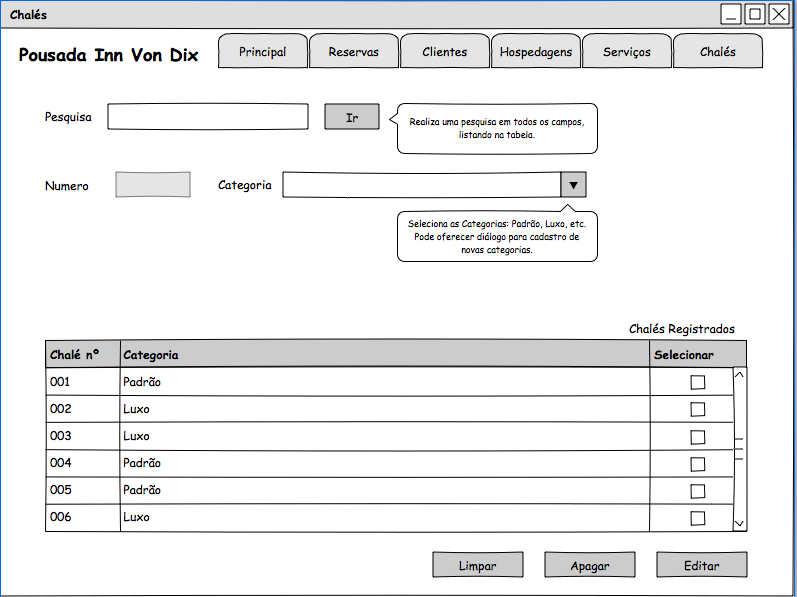 Chalés
Pousada Inn Von Dix
Principal
Reservas
Clientes
Hospedagens
Serviços
Chalés
Pesquisa
Ir
Realiza uma pesquisa em todos os campos,
listando na tabela.
Numero
Categoria
Seleciona as Categorias: Padrão, Luxo, etc.
Pode oferecer diálogo para cadastro de
novas categorias.
Chalés Registrados
Chalé nº Categoria Selecionar
001 Padrão
002 Luxo
003 Luxo
004 Padrão
005 Padrão
006 Luxo
Limpar
Apagar
Editar